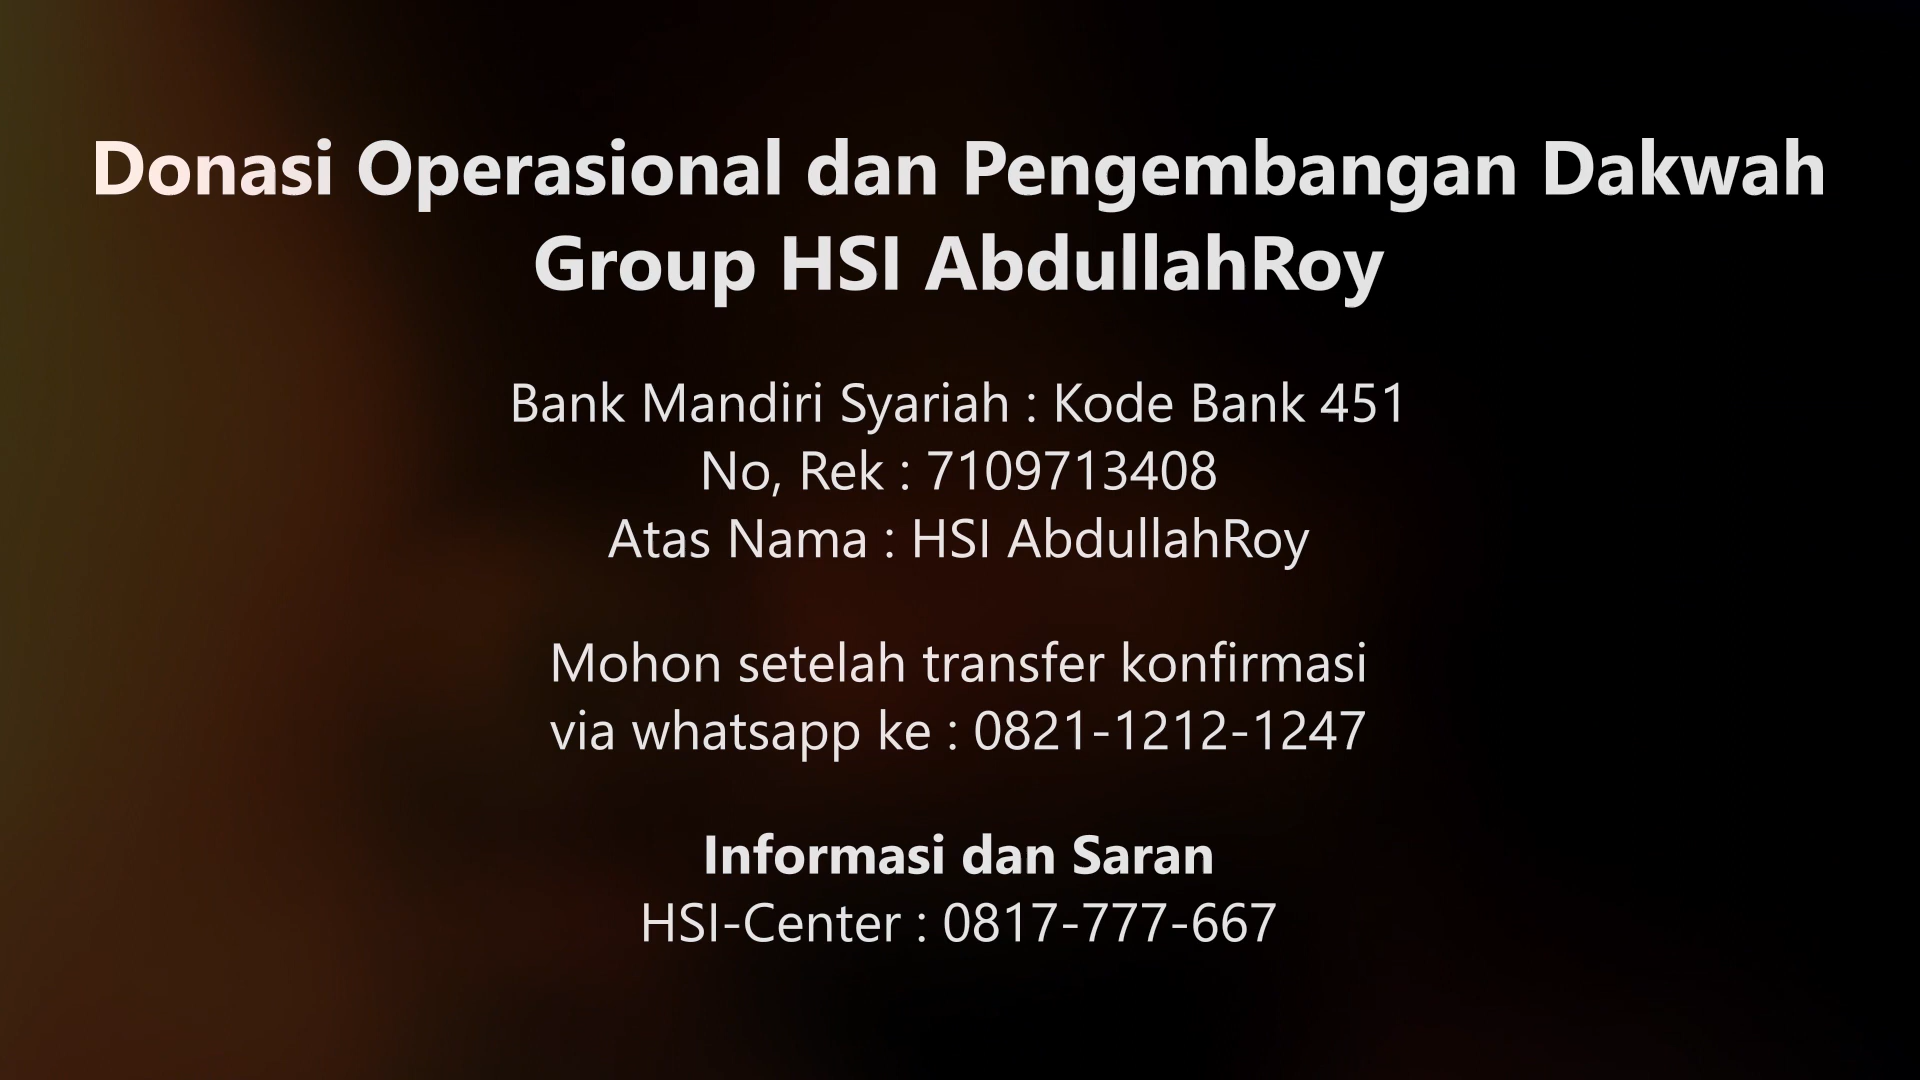 Donasi Operasional dan Pengembangan Dakwah
Group HSI AbdullahRoy
Bank Mandiri Syariah : Kode Bank 451
No, Rek : 7109713408
Atas Nama : HSI AbdullahRoy
Mohon setelah transfer konfirmasi
via whatsapp ke : 0821-1212-1247
Informasi dan Saran
HSI-Center : 0817-777-667